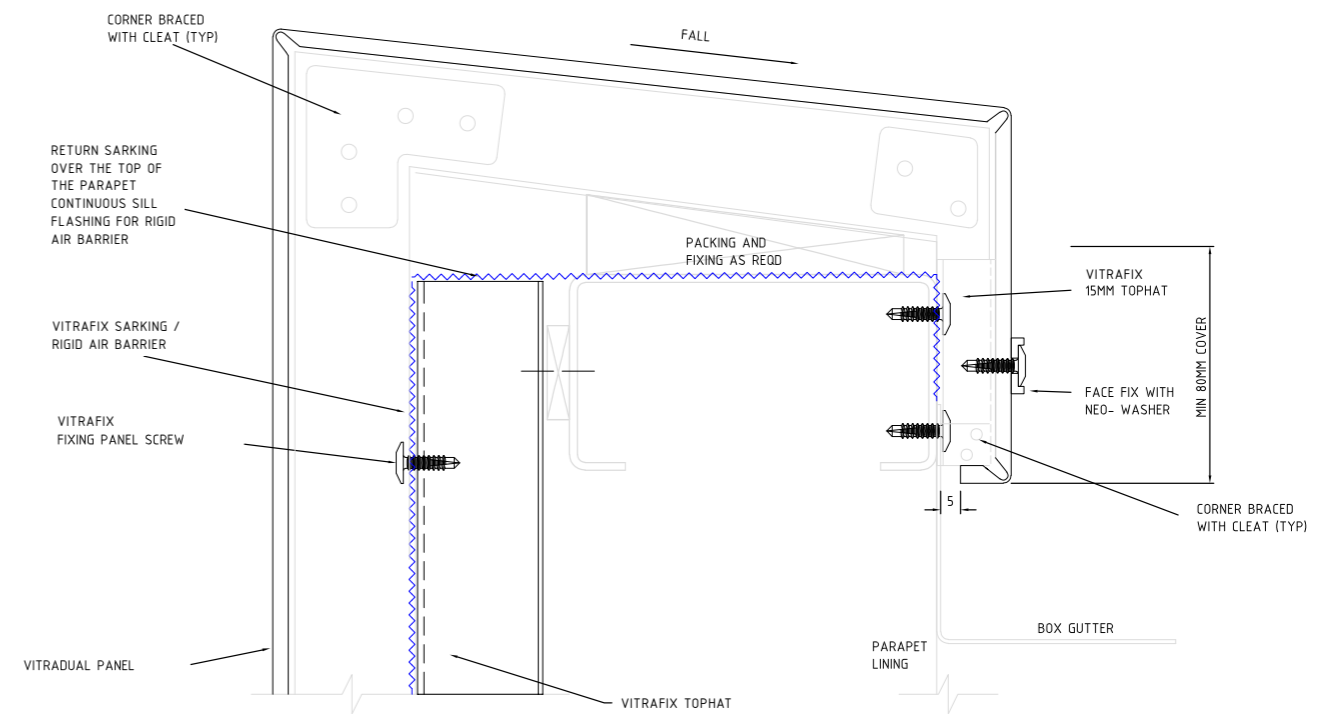 CORNER BRACED
WITH CLEAT (TYP)
FALL
RETURN SARKING
OVER THE TOP OF
THE PARAPET
CONTINUOUS SILL
FLASHING FOR RIGID
AIR BARRIER
PACKING AND
FIXING AS REQD
VITRAFIX
15MM TOPHAT
VITRAFIX SARKING /
RIGID AIR BARRIER
MIN 80MM COVER
FACE FIX WITH
NEO- WASHER
VITRAFIX
FIXING PANEL SCREW
5
CORNER BRACED
WITH CLEAT (TYP)
BOX GUTTER
PARAPET
LINING
VITRADUAL PANEL
VITRAFIX TOPHAT